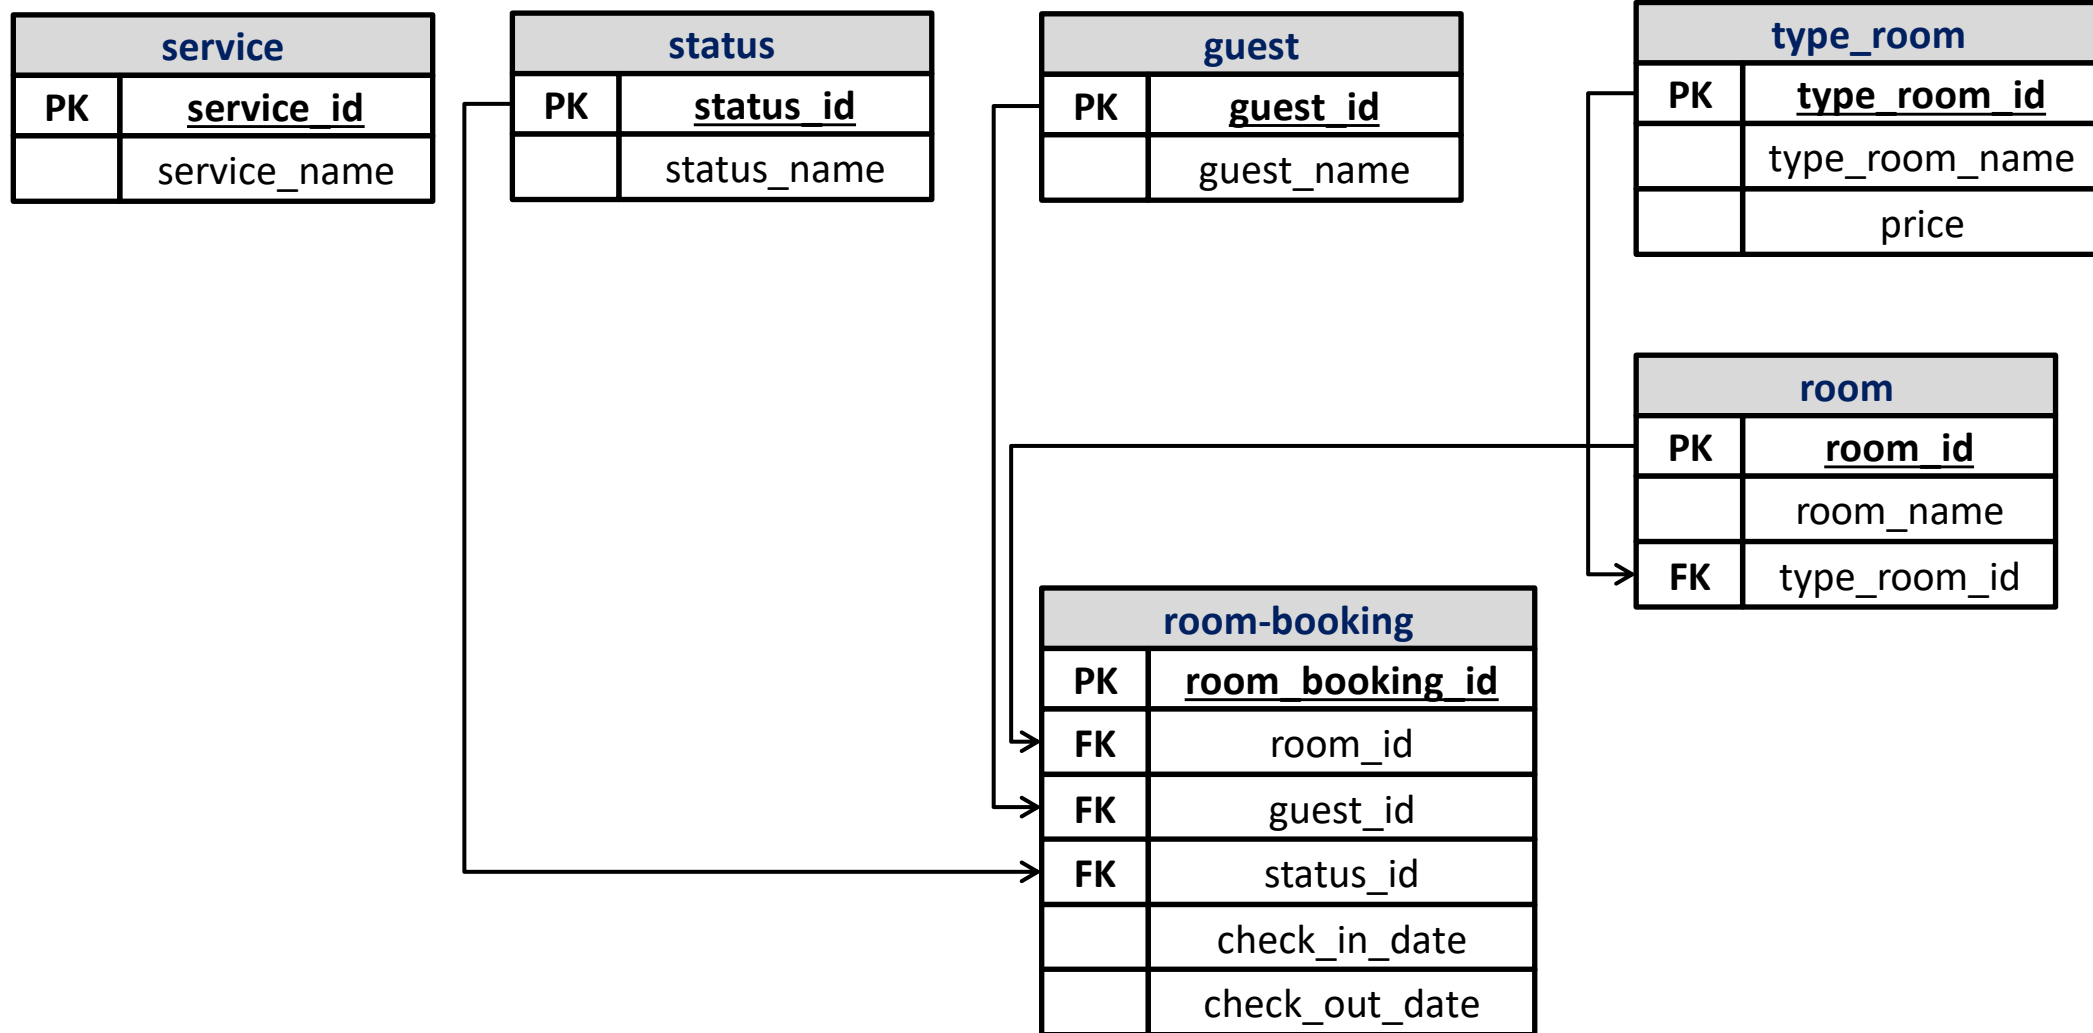 service
PK service_id
service_name
status
PK status_id
status_name
guest
PK guest_id
guest_name
type_room
PK type_room_id
type_room_name
price
room
PK room_id
room_name
FK type_room_id
room-booking
PK room_booking_id
FK room_id
FK guest_id
FK status_id
check_in_date
check_out_date